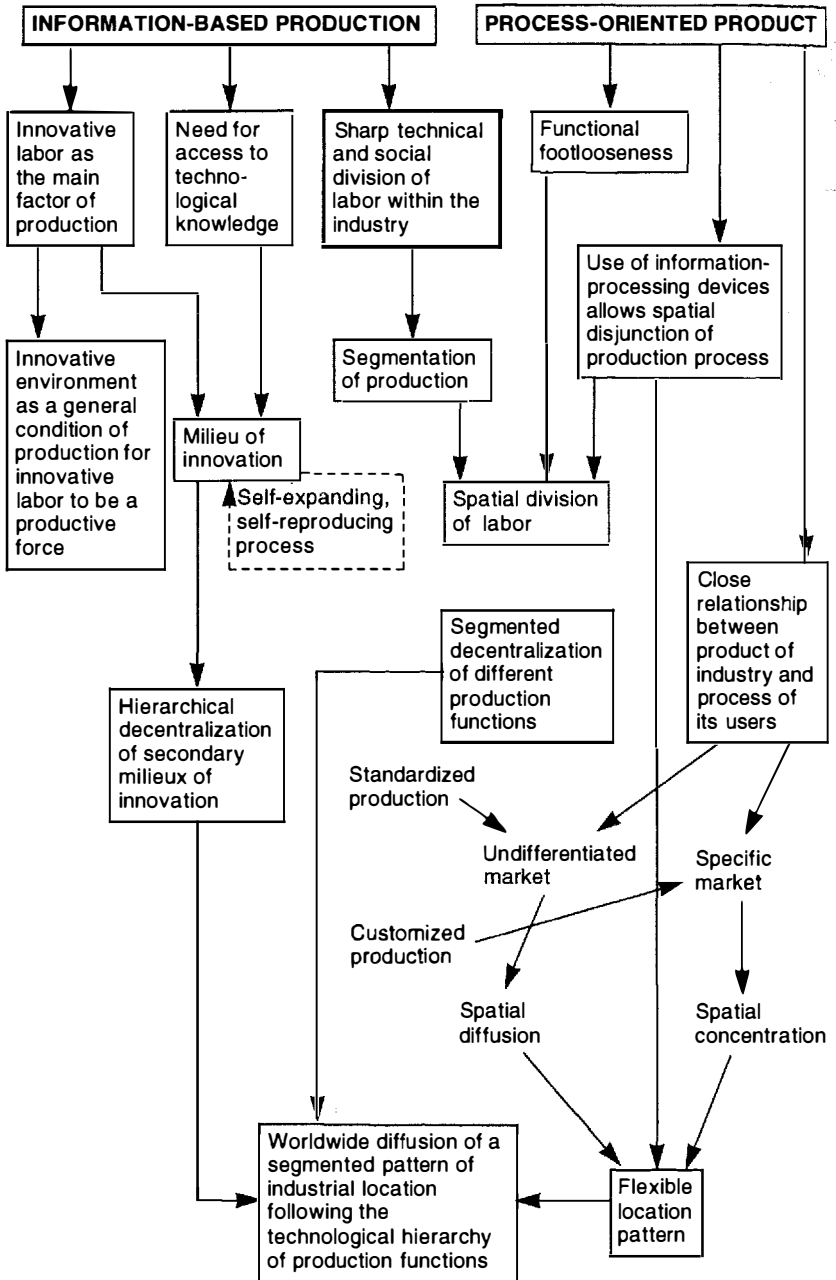 INFORMATION-BASED PRODUCTION
PROCESS-ORIENTED PRODUCT
Innovative
labor as
the main
factor of
production
Need for
access to
techno-
logical
knowledge
Sharp technical
and social
division of
labor within the
industry
Functional
footlooseness
Use of information-
processing devices
allows spatial
disjunction of
production process
Innovative
environment
as a general
condition of
production for
innovative
labor to be a
productive
force
Segmentation
of production
Milieu of
innovation
Self-expanding,
self-reproducing
process
Spatial division
of labor
Close
relationship
between
product of
industry and
process of
its users
Segmented
decentralization
of different
production
functions
Hierarchical
decentralization
of secondary
milieux of
innovation
Standardized
production
Undifferentiated
market
Specific
market
Customized
production
Spatial
diffusion
Spatial
concentration
Worldwide diffusion of a
segmented pattern of
industrial location
following the
technological hierarchy
of production functions
Flexible
location
pattern